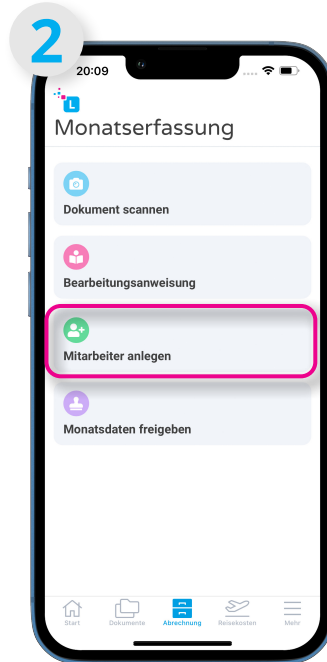 2
20:09
L
Monatserfassung
Dokument scannen
Bearbeitungsanweisung
Mitarbeiter anlegen
Monatsdaten freigeben
Start Dokumente Abrechnung Reisekosten Mehr